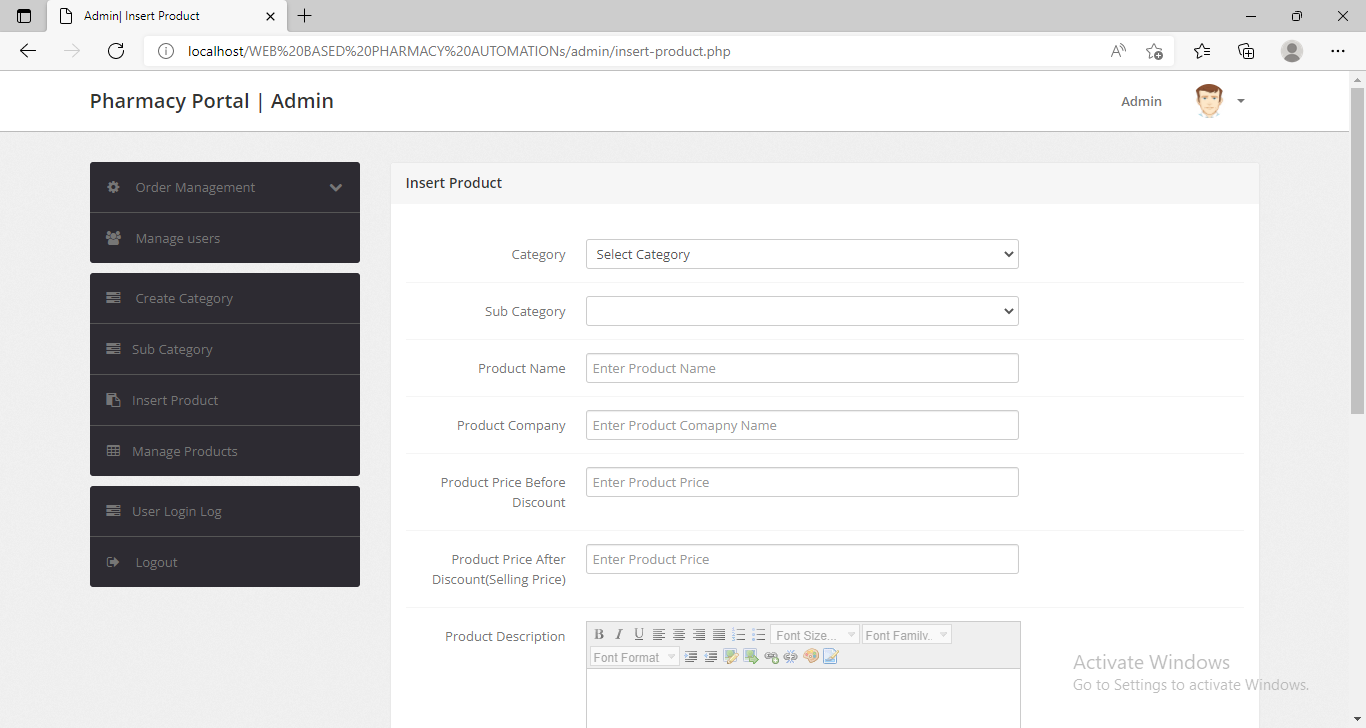 Admin| Insert Product
localhost/WEB%20BASED%20PHARMACY%20AUTOMATIONs/admin/insert-product.php
Pharmacy Portal | Admin
Admin
Order Management
Manage users
Create Category
Sub Category
Insert Product
Manage Products
User Login Log
Logout
Insert Product
Category
Select Category
Sub Category
Product Name
Enter Product Name
Product Company
Enter Product Comapny Name
Product Price Before
Discount
Enter Product Price
Product Price After
Discount(Selling Price)
Enter Product Price
Product Description
B I U Font Size... Font Family.
Font Format
Activate Windows
Go to Settings to activate Windows.